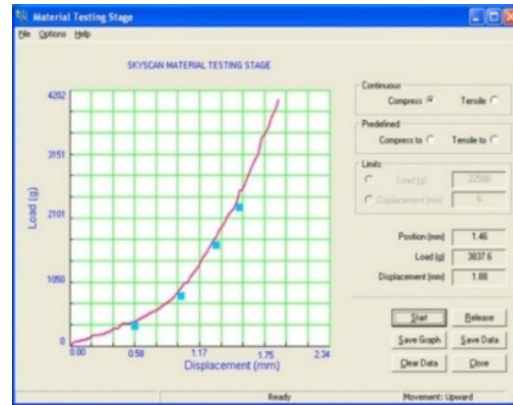 Material Testing Stage
File Options Help
SKYSCAN MATERIAL TESTING STAGE
Load (g)
4202
3151
2101
1050
0
0.00 0.58 1.17 1.75 2.34
Displacement (mm)
Continuous
Compress Tensile
Predefined
Compress to Tensile to
Limits
Load (g) 22500
Displacement (mm) 6
Position (mm) 1.46
Load (g) 3837.6
Displacement (mm) 1.88
Start Release
Save Graph Save Data
Clear Data Close
Ready Movement: Upward